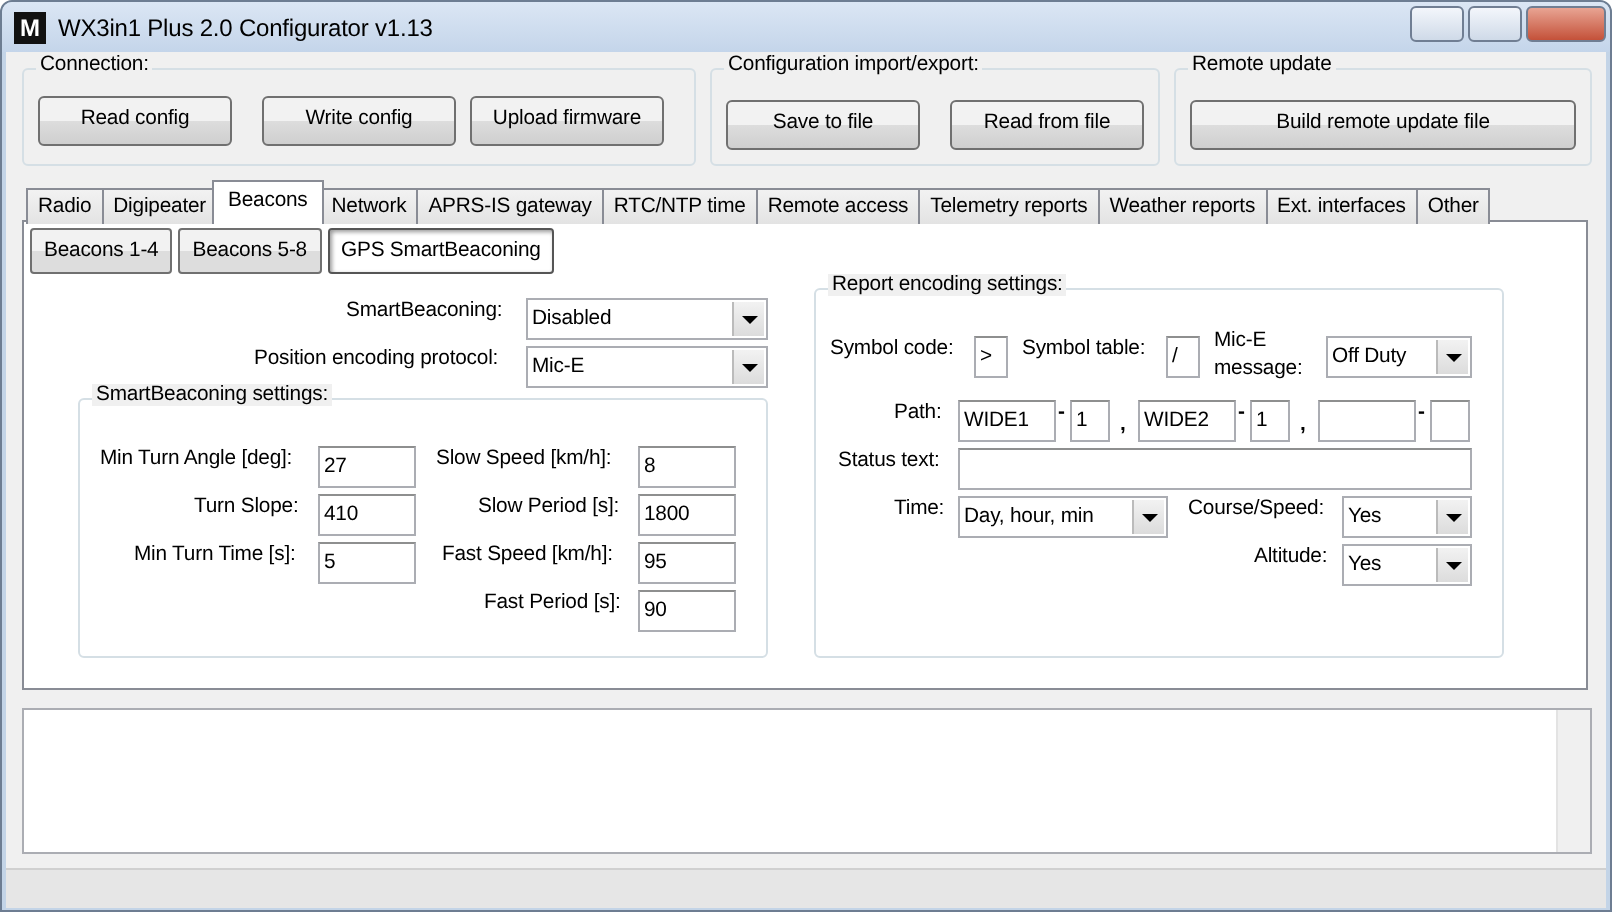 M WX3in1 Plus 2.0 Configurator v1.13
Connection: Configuration import/export: Remote update
Read config Write config Upload firmware Save to file Read from file Build remote update file
Radio Digipeater Beacons Network APRS-IS gateway RTC/NTP time Remote access Telemetry reports Weather reports Ext. interfaces Other
Beacons 1-4 Beacons 5-8 GPS SmartBeaconing
SmartBeaconing: Disabled
Position encoding protocol: Mic-E
SmartBeaconing settings:
Min Turn Angle [deg]: 27 Slow Speed [km/h]: 8
Turn Slope: 410 Slow Period [s]: 1800
Min Turn Time [s]: 5 Fast Speed [km/h]: 95
Fast Period [s]: 90
Report encoding settings:
Symbol code: > Symbol table: / Mic-E
message: Off Duty
Path: WIDE1 - 1 , WIDE2 - 1 , -
Status text:
Time: Day, hour, min Course/Speed: Yes
Altitude: Yes